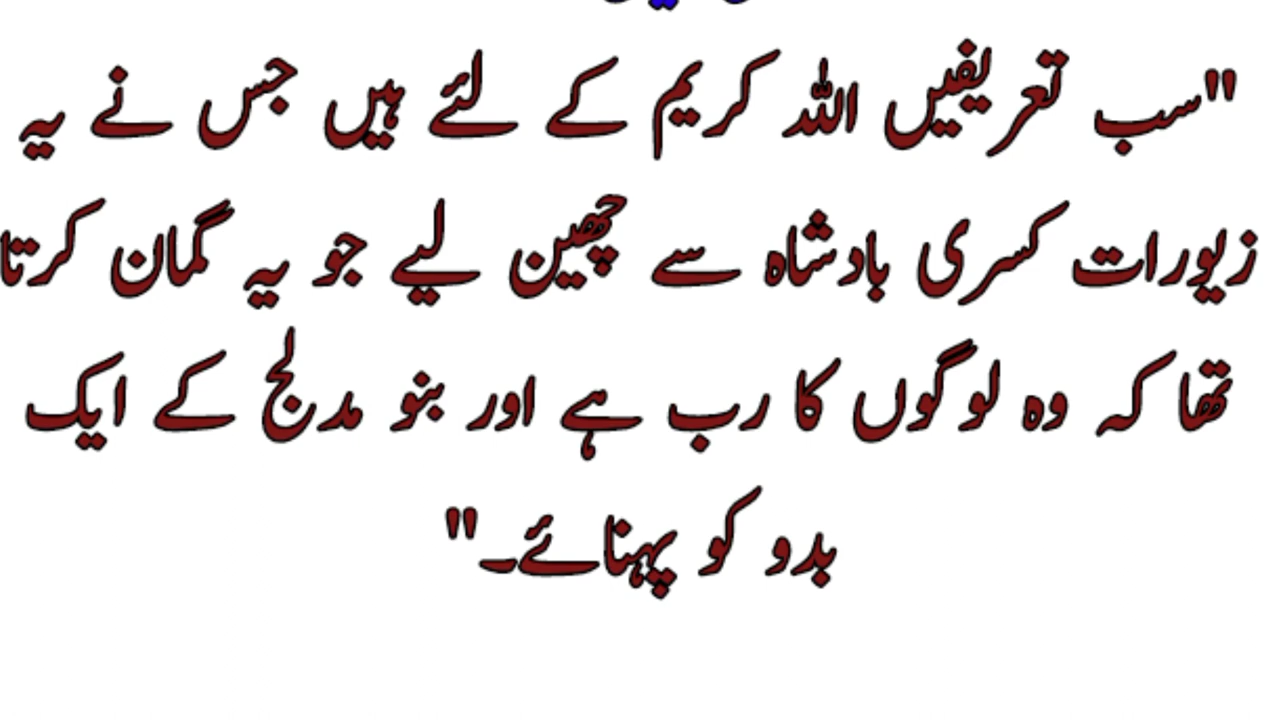 "سب تعریفیں اللہ کریم کے لئے ہیں جس نے یہ
زیورات کسری بادشاہ سے چھین لیے جو یہ گمان کرتا
تھا کہ وہ لوگوں کا رب ہے اور بنو مدلج کے ایک
بدو کو پہنائے۔"